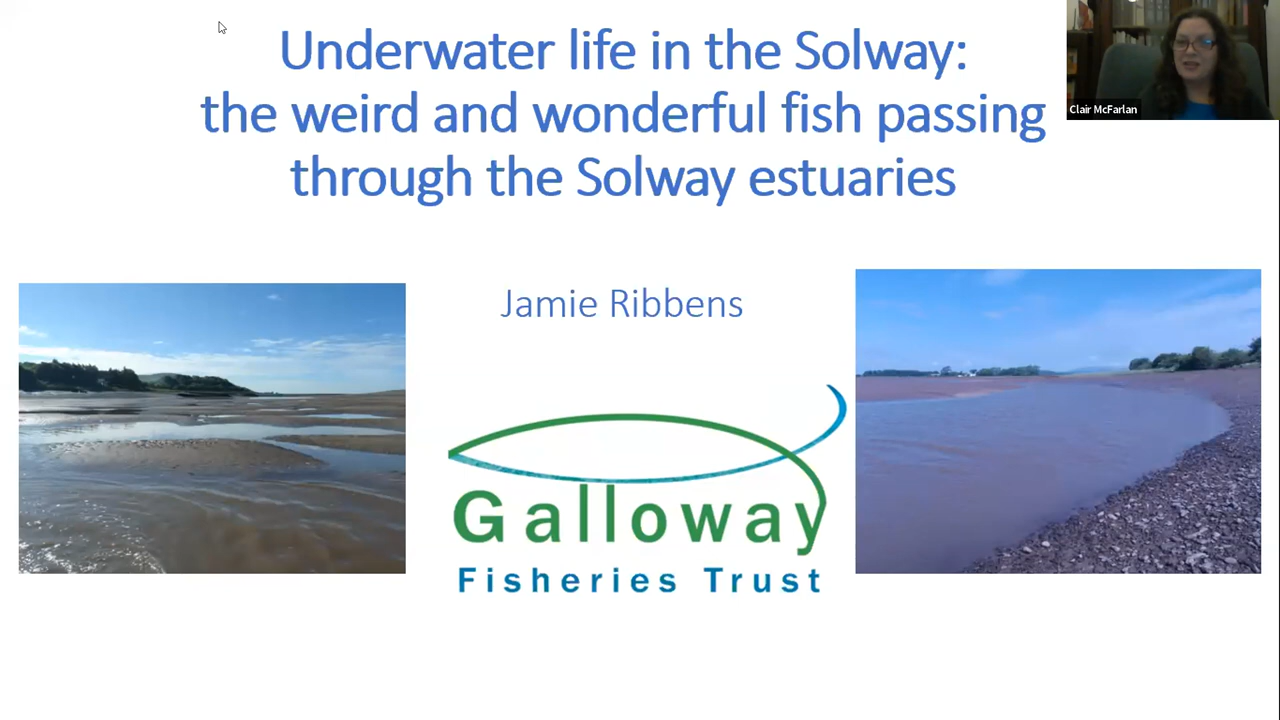 Underwater life in the Solway:
the weird and wonderful fish passing
through the Solway estuaries
Clair McFarlan
Jamie Ribbens
Galloway
Fisheries Trust